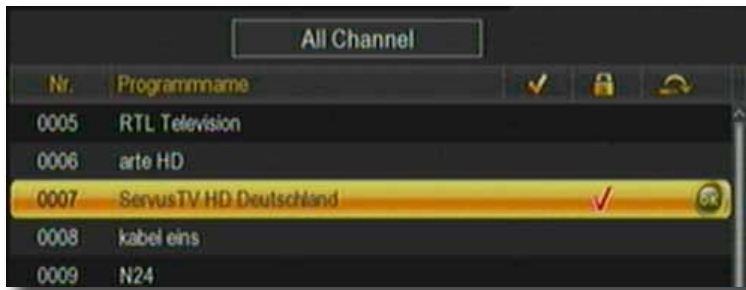 All Channel
Nr. Programmname
0005 RTL Television
0006 arte HD
0007 ServusTV HD Deutschland OK
0008 kabel eins
0009 N24